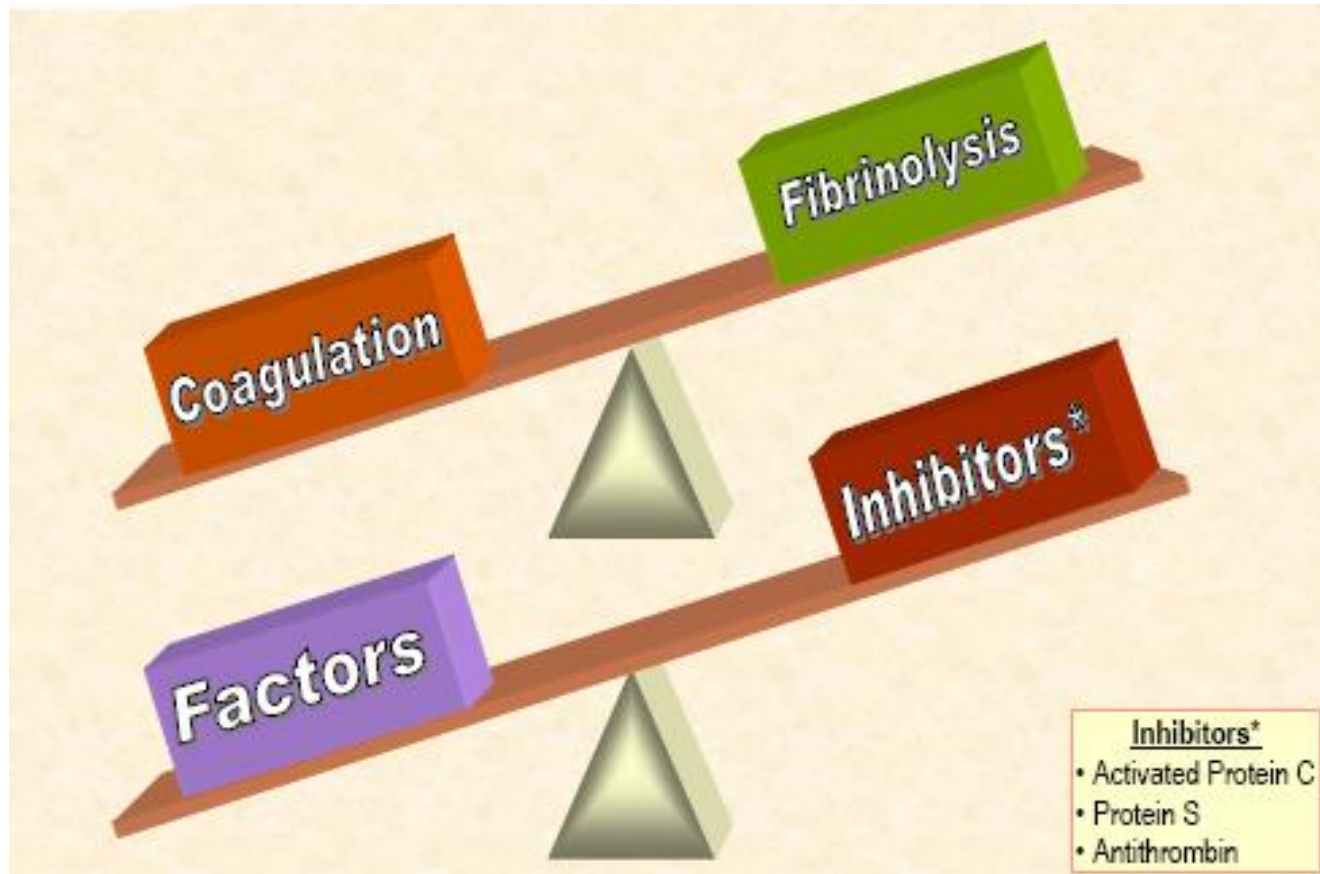 Fibrinolysis
Coagulation
Inhibitors*
Factors
Inhibitors*
• Activated Protein C
• Protein S
• Antithrombin